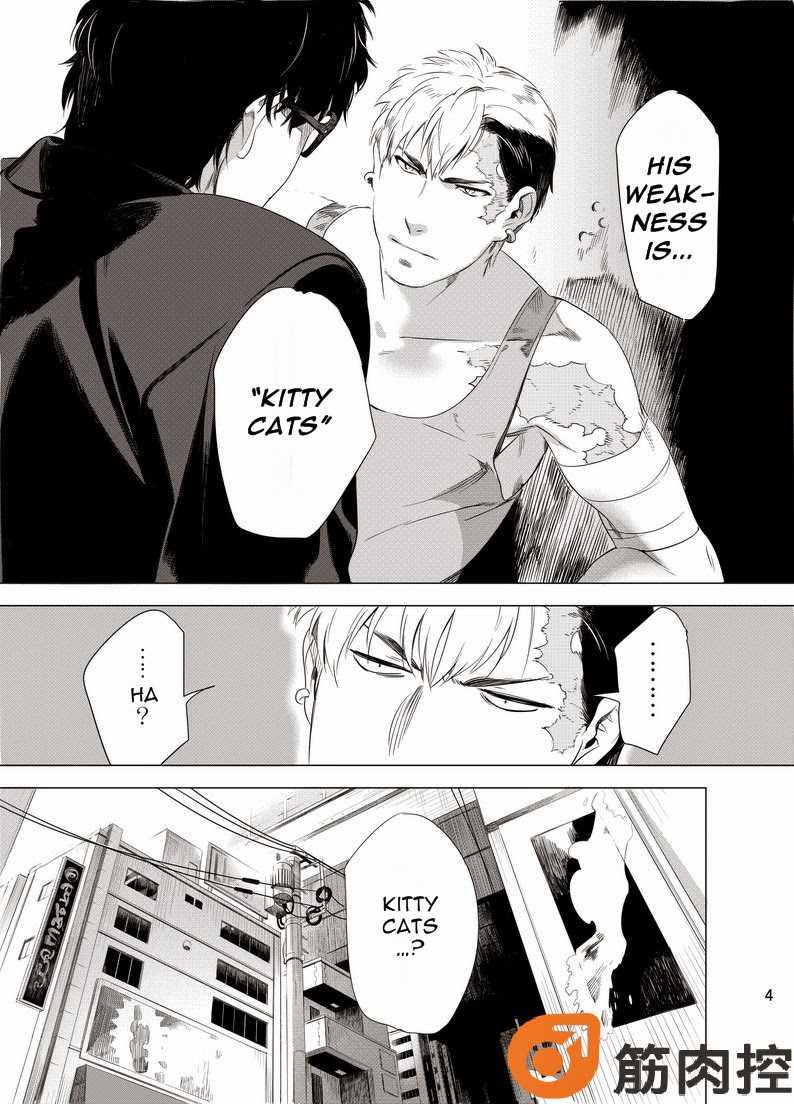 HIS
WEAK-
NESS
IS...
"KITTY
CATS"
........
......
HA
?
KITTY
CATS
...?
4
筋肉控